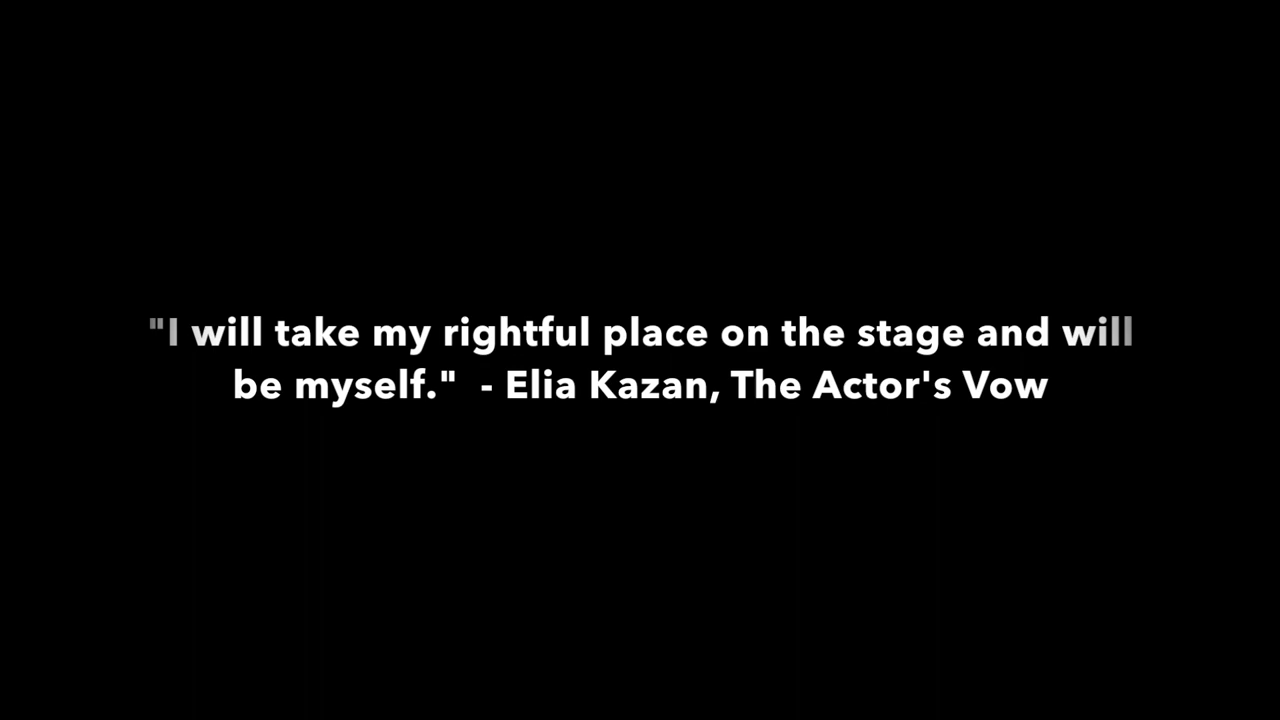 "I will take my rightful place on the stage and will
be myself."  - Elia Kazan, The Actor's Vow